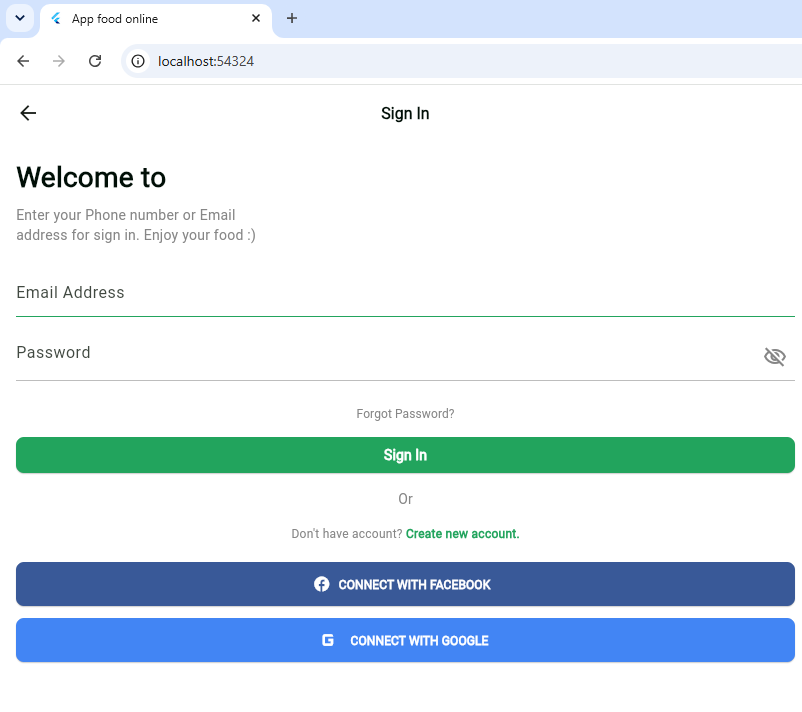 App food online
localhost:54324
Sign In
Welcome to
Enter your Phone number or Email
address for sign in. Enjoy your food :)
Email Address
Password
Forgot Password?
Sign In
Or
Don't have account? Create new account.
CONNECT WITH FACEBOOK
G CONNECT WITH GOOGLE